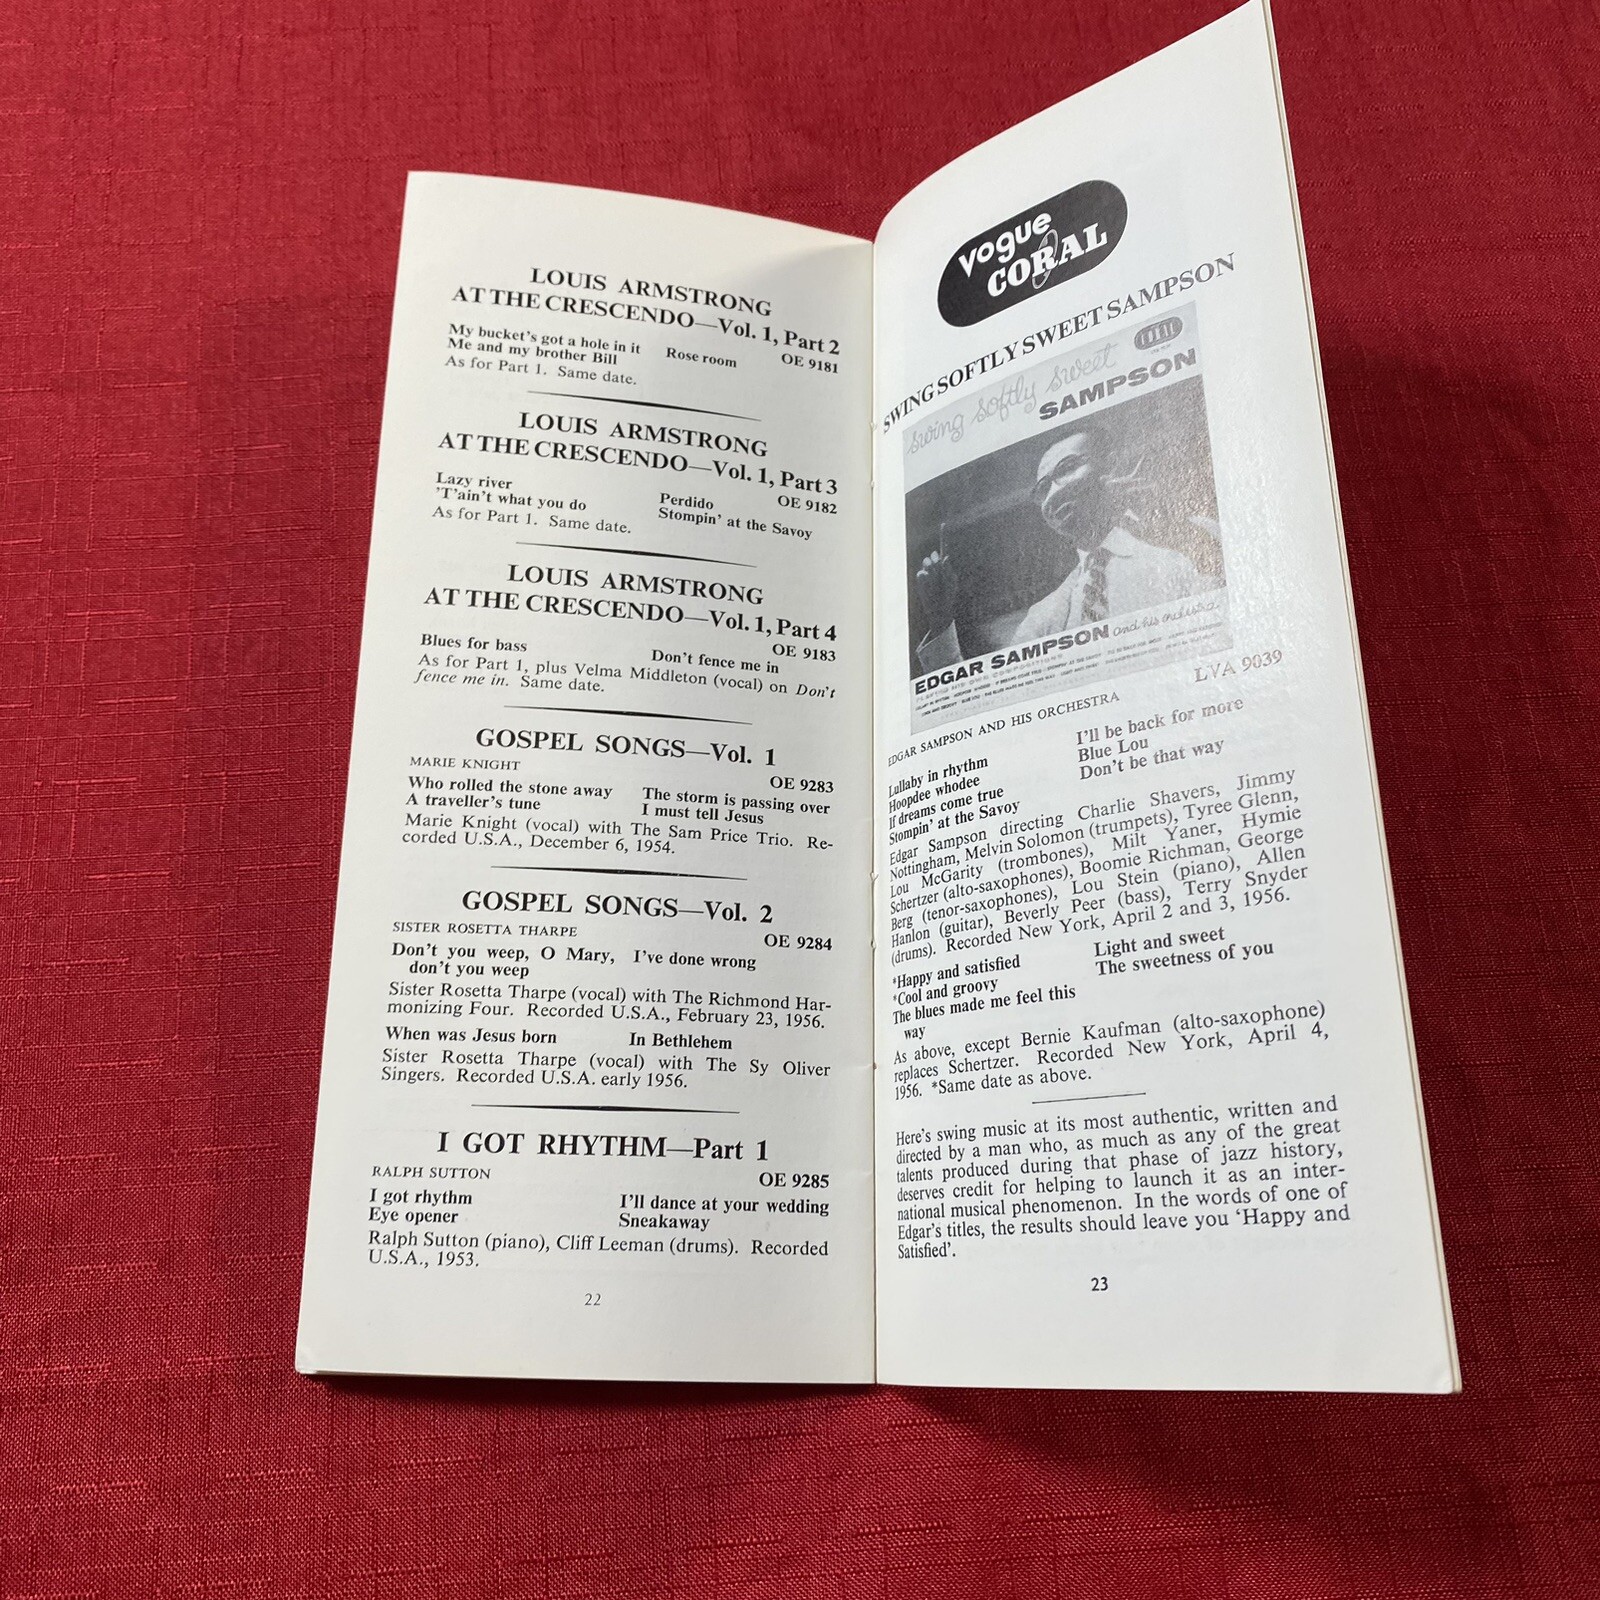 LOUIS ARMSTRONG
AT THE CRESCENDO—Vol. 1, Part 2
OE 9181
My bucket's got a hole in it Rose room
Me and my brother Bill
As for Part 1. Same date.
LOUIS ARMSTRONG
AT THE CRESCENDO—Vol. 1, Part 3
OE 9182
Lazy river Perdido
'T'ain't what you do Stompin' at the Savoy
As for Part 1. Same date.
LOUIS ARMSTRONG
AT THE CRESCENDO—Vol. 1, Part 4
OE 9183
Blues for bass Don't fence me in
As for Part 1, plus Velma Middleton (vocal) on Don't
fence me in. Same date.
GOSPEL SONGS—Vol. 1
MARIE KNIGHT OE 9283
Who rolled the stone away The storm is passing over
A traveller's tune I must tell Jesus
Marie Knight (vocal) with The Sam Price Trio. Re-
corded U.S.A., December 6, 1954.
GOSPEL SONGS—Vol. 2
SISTER ROSETTA THARPE OE 9284
Don't you weep, O Mary, I've done wrong
don't you weep
Sister Rosetta Tharpe (vocal) with The Richmond Har-
monizing Four. Recorded U.S.A., February 23, 1956.
When was Jesus born In Bethlehem
Sister Rosetta Tharpe (vocal) with The Sy Oliver
Singers. Recorded U.S.A. early 1956.
I GOT RHYTHM—Part 1
RALPH SUTTON OE 9285
I got rhythm I'll dance at your wedding
Eye opener Sneakaway
Ralph Sutton (piano), Cliff Leeman (drums). Recorded
U.S.A., 1953.
22
vogue
CORAL
SWING SOFTLY SWEET SAMPSON
CORAL
swing softly sweet
SAMPSON
EDGAR SAMPSON and his orchestra
LVA 9039
EDGAR SAMPSON AND HIS ORCHESTRA
Lullaby in rhythm I'll be back for more
Hoopdee whodee Blue Lou
If dreams come true Don't be that way
Stompin' at the Savoy
Edgar Sampson directing Charlie Shavers, Jimmy
Nottingham, Melvin Solomon (trumpets), Tyree Glenn,
Lou McGarity (trombones), Milt Yaner, Hymie
Schertzer (alto-saxophones), Boomie Richman, George
Berg (tenor-saxophones), Lou Stein (piano), Allen
Hanlon (guitar), Beverly Peer (bass), Terry Snyder
(drums). Recorded New York, April 2 and 3, 1956.
*Happy and satisfied Light and sweet
*Cool and groovy The sweetness of you
The blues made me feel this
way
As above, except Bernie Kaufman (alto-saxophone)
replaces Schertzer. Recorded New York, April 4,
1956. *Same date as above.
Here's swing music at its most authentic, written and
directed by a man who, as much as any of the great
talents produced during that phase of jazz history,
deserves credit for helping to launch it as an inter-
national musical phenomenon. In the words of one of
Edgar's titles, the results should leave you 'Happy and
Satisfied'.
23